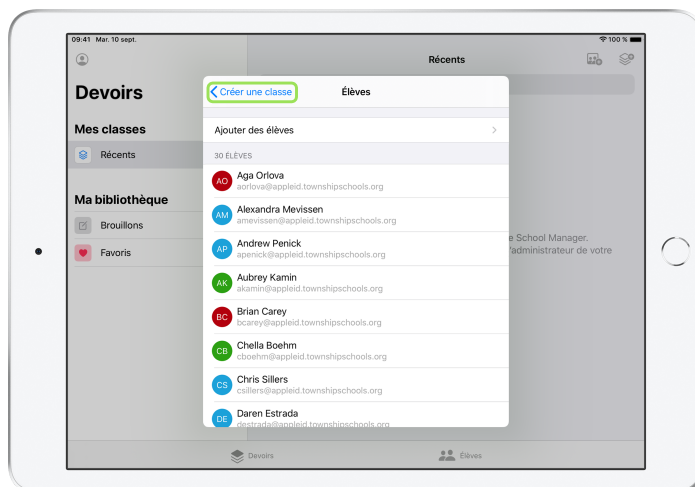 09:41 Mar. 10 sept.
100 %
Récents
Devoirs
Mes classes
Récents
Ma bibliothèque
Brouillons
Favoris
Créer une classe
Élèves
Ajouter des élèves
30 ÉLÈVES
AO Aga Orlova
aorlova@appleid.townshipschools.org
AM Alexandra Mevissen
amevissen@appleid.townshipschools.org
AP Andrew Penick
apenick@appleid.townshipschools.org
AK Aubrey Kamin
akamin@appleid.townshipschools.org
BC Brian Carey
bcarey@appleid.townshipschools.org
CB Chella Boehm
cboehm@appleid.townshipschools.org
CS Chris Sillers
csillers@appleid.townshipschools.org
DE Daren Estrada
destrada@appleid.townshipschools.org
e School Manager.
'administrateur de votre
Devoirs
Élèves